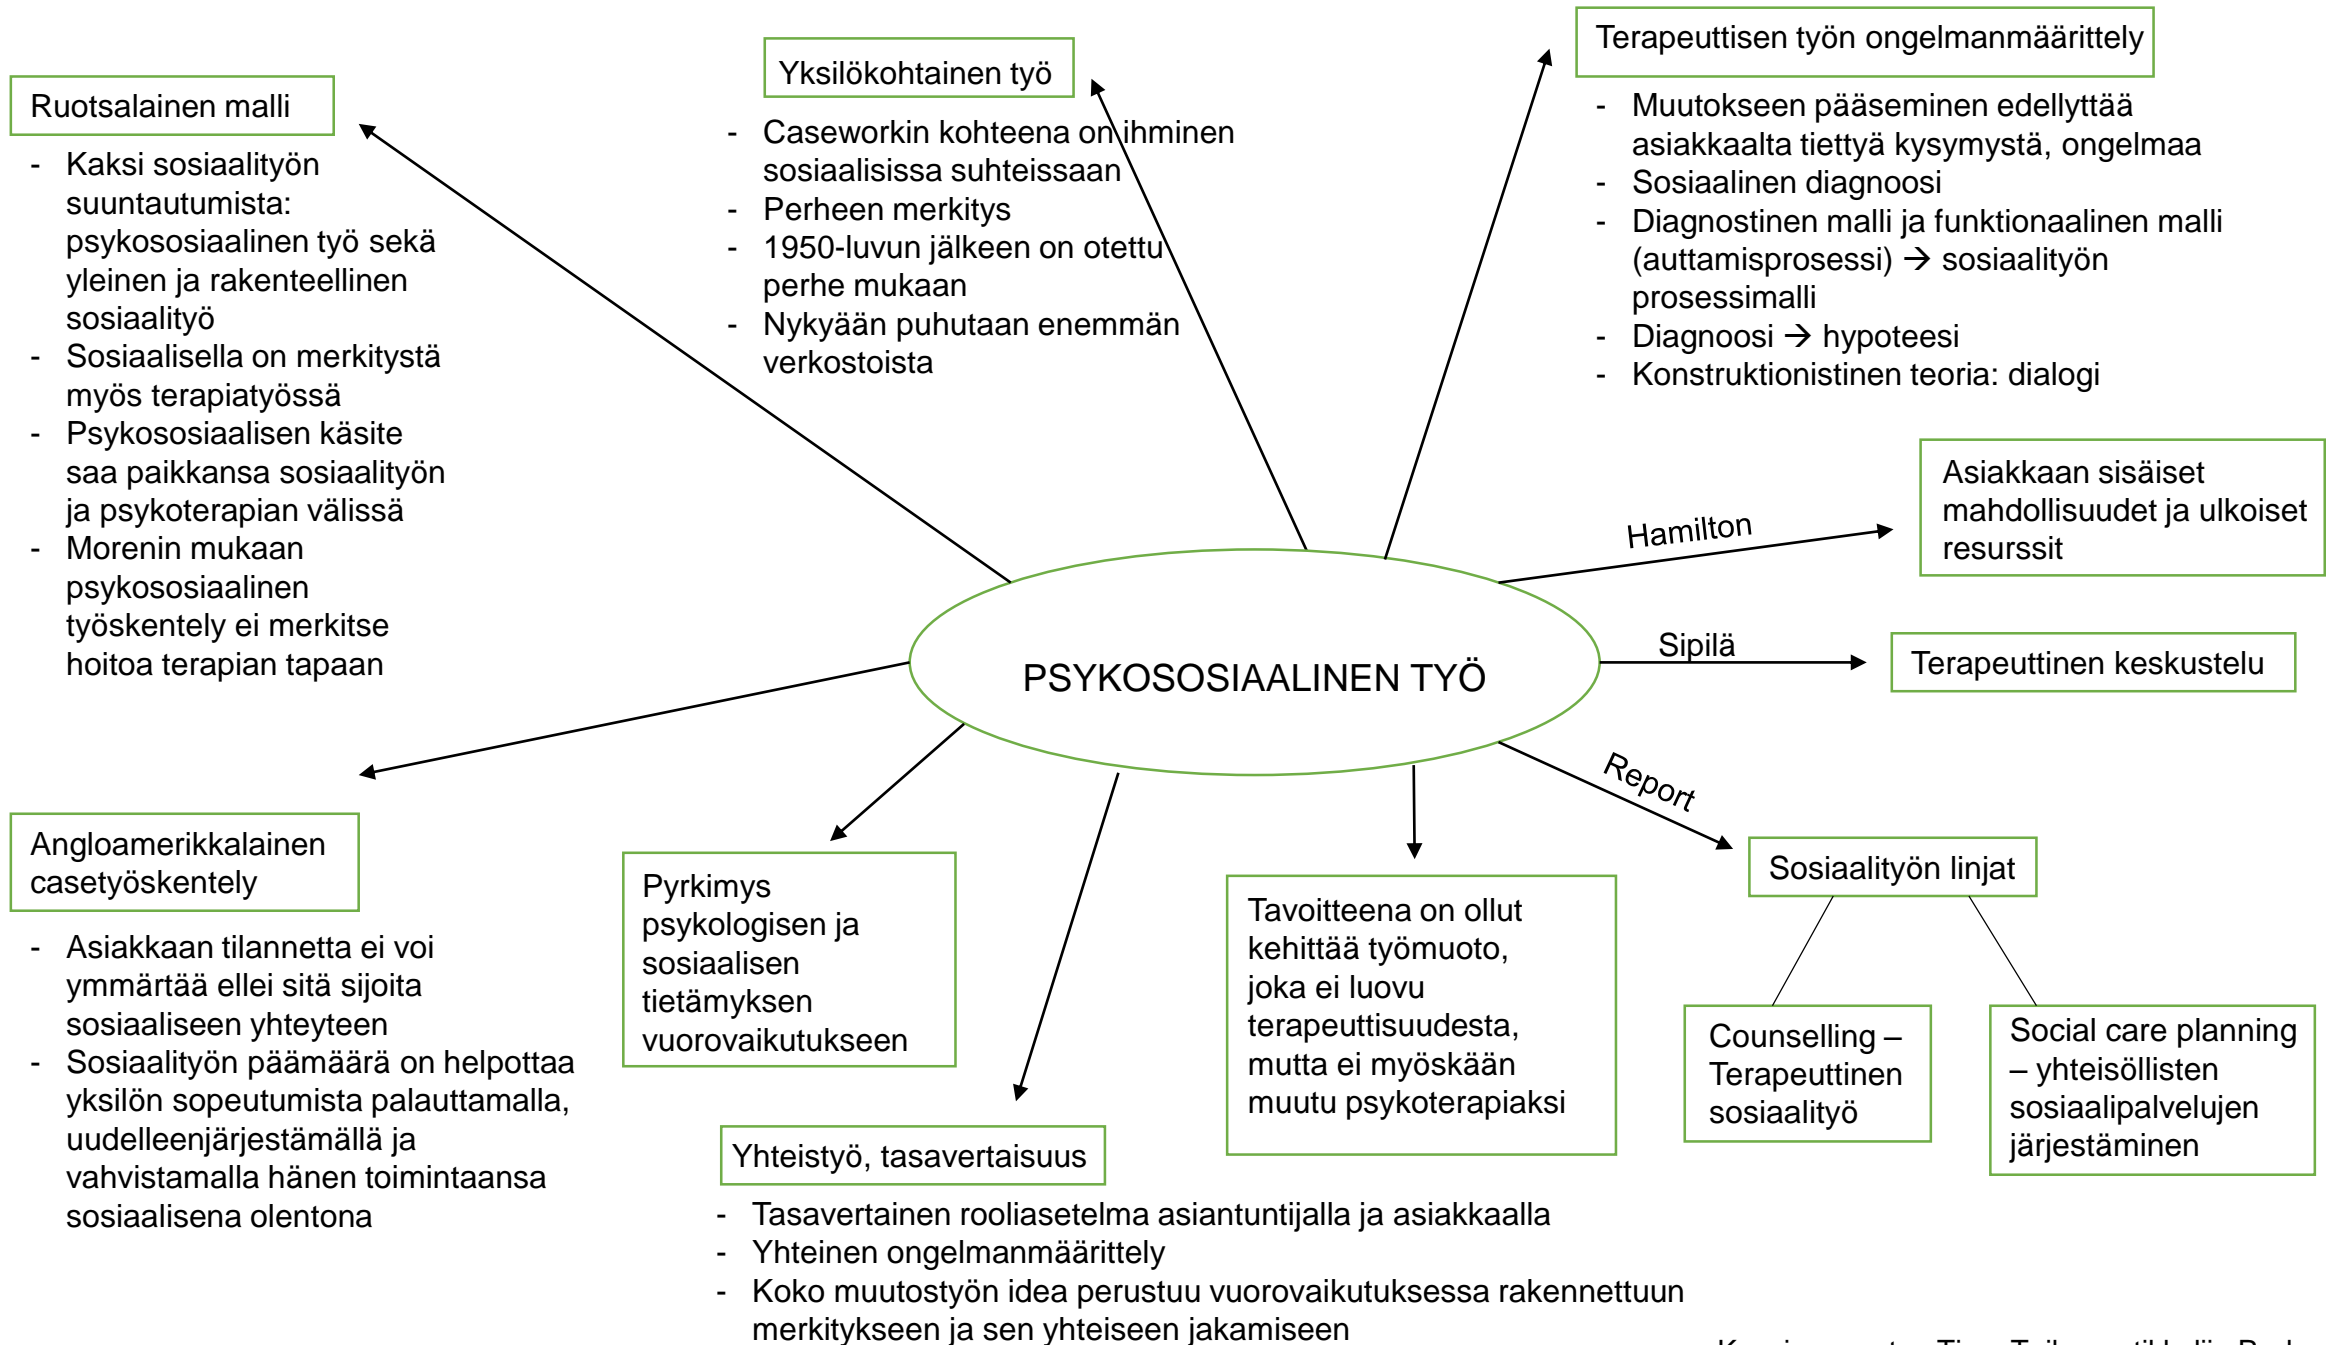 Ruotsalainen malli
- Kaksi sosiaalityön
suuntautumista:
psykososiaalinen työ sekä
yleinen ja rakenteellinen
sosiaalityö
- Sosiaalisella on merkitystä
myös terapiatyössä
- Psykososiaalisen käsite
saa paikkansa sosiaalityön
ja psykoterapian välissä
- Morenin mukaan
psykososiaalinen
työskentely ei merkitse
hoitoa terapian tapaan
Yksilökohtainen työ
- Caseworkin kohteena on ihminen
sosiaalisissa suhteissaan
- Perheen merkitys
- 1950-luvun jälkeen on otettu
perhe mukaan
- Nykyään puhutaan enemmän
verkostoista
Terapeuttisen työn ongelmanmäärittely
- Muutokseen pääseminen edellyttää
asiakkaalta tiettyä kysymystä, ongelmaa
- Sosiaalinen diagnoosi
- Diagnostinen malli ja funktionaalinen malli
(auttamisprosessi) → sosiaalityön
prosessimalli
- Diagnoosi → hypoteesi
- Konstruktionistinen teoria: dialogi
Hamilton
Asiakkaan sisäiset
mahdollisuudet ja ulkoiset
resurssit
PSYKOSOSIAALINEN TYÖ
Sipilä
Terapeuttinen keskustelu
Report
Sosiaalityön linjat
Counselling –
Terapeuttinen
sosiaalityö
Social care planning
– yhteisöllisten
sosiaalipalvelujen
järjestäminen
Angloamerikkalainen
casetyöskentely
- Asiakkaan tilannetta ei voi
ymmärtää ellei sitä sijoita
sosiaaliseen yhteyteen
- Sosiaalityön päämäärä on helpottaa
yksilön sopeutumista palauttamalla,
uudelleenjärjestämällä ja
vahvistamalla hänen toimintaansa
sosiaalisena olentona
Pyrkimys
psykologisen ja
sosiaalisen
tietämyksen
vuorovaikutukseen
Tavoitteena on ollut
kehittää työmuoto,
joka ei luovu
terapeuttisuudesta,
mutta ei myöskään
muutu psykoterapiaksi
Yhteistyö, tasavertaisuus
- Tasavertainen rooliasetelma asiantuntijalla ja asiakkaalla
- Yhteinen ongelmanmäärittely
- Koko muutostyön idea perustuu vuorovaikutuksessa rakennettuun
merkitykseen ja sen yhteiseen jakamiseen